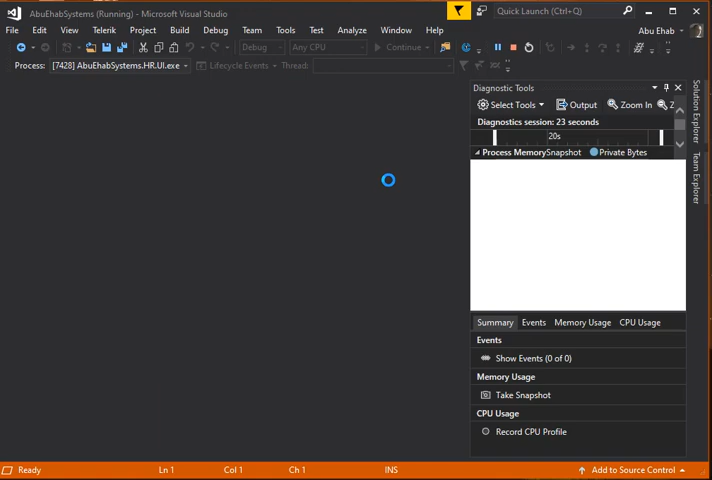 AbuEhabSystems (Running) - Microsoft Visual Studio
Quick Launch (Ctrl+Q)
File Edit View Telerik Project Build Debug Team Tools Test Analyze Window Help
Abu Ehab
Debug Any CPU Continue
Process: [7428] AbuEhabSystems.HR.UI.exe Lifecycle Events Thread:
Diagnostic Tools
Select Tools Output Zoom In Z
Diagnostics session: 23 seconds
20s
Process Memory Snapshot Private Bytes
Summary Events Memory Usage CPU Usage
Events
Show Events (0 of 0)
Memory Usage
Take Snapshot
CPU Usage
Record CPU Profile
Solution Explorer
Team Explorer
Ready Ln 1 Col 1 Ch 1 INS Add to Source Control